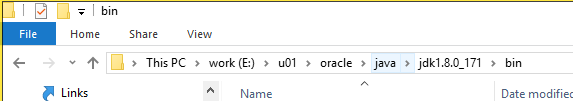 bin
File Home Share View
This PC work (E:) u01 oracle java jdk1.8.0_171 bin
Links Name Date modified